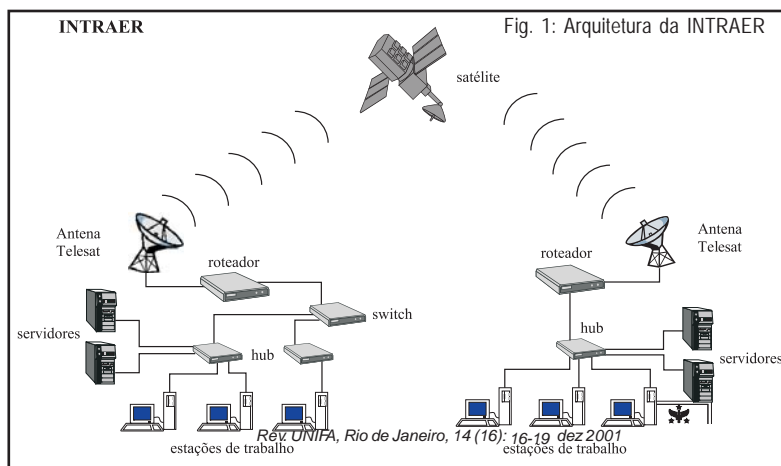 INTRAER
Fig. 1: Arquitetura da INTRAER
satélite
Antena
Telesat
Antena
Telesat
roteador
roteador
switch
servidores
hub
hub
servidores
estações de trabalho
Rev. UNIFA, Rio de Janeiro, 14 (16): 16-19 dez 2001
estações de trabalho